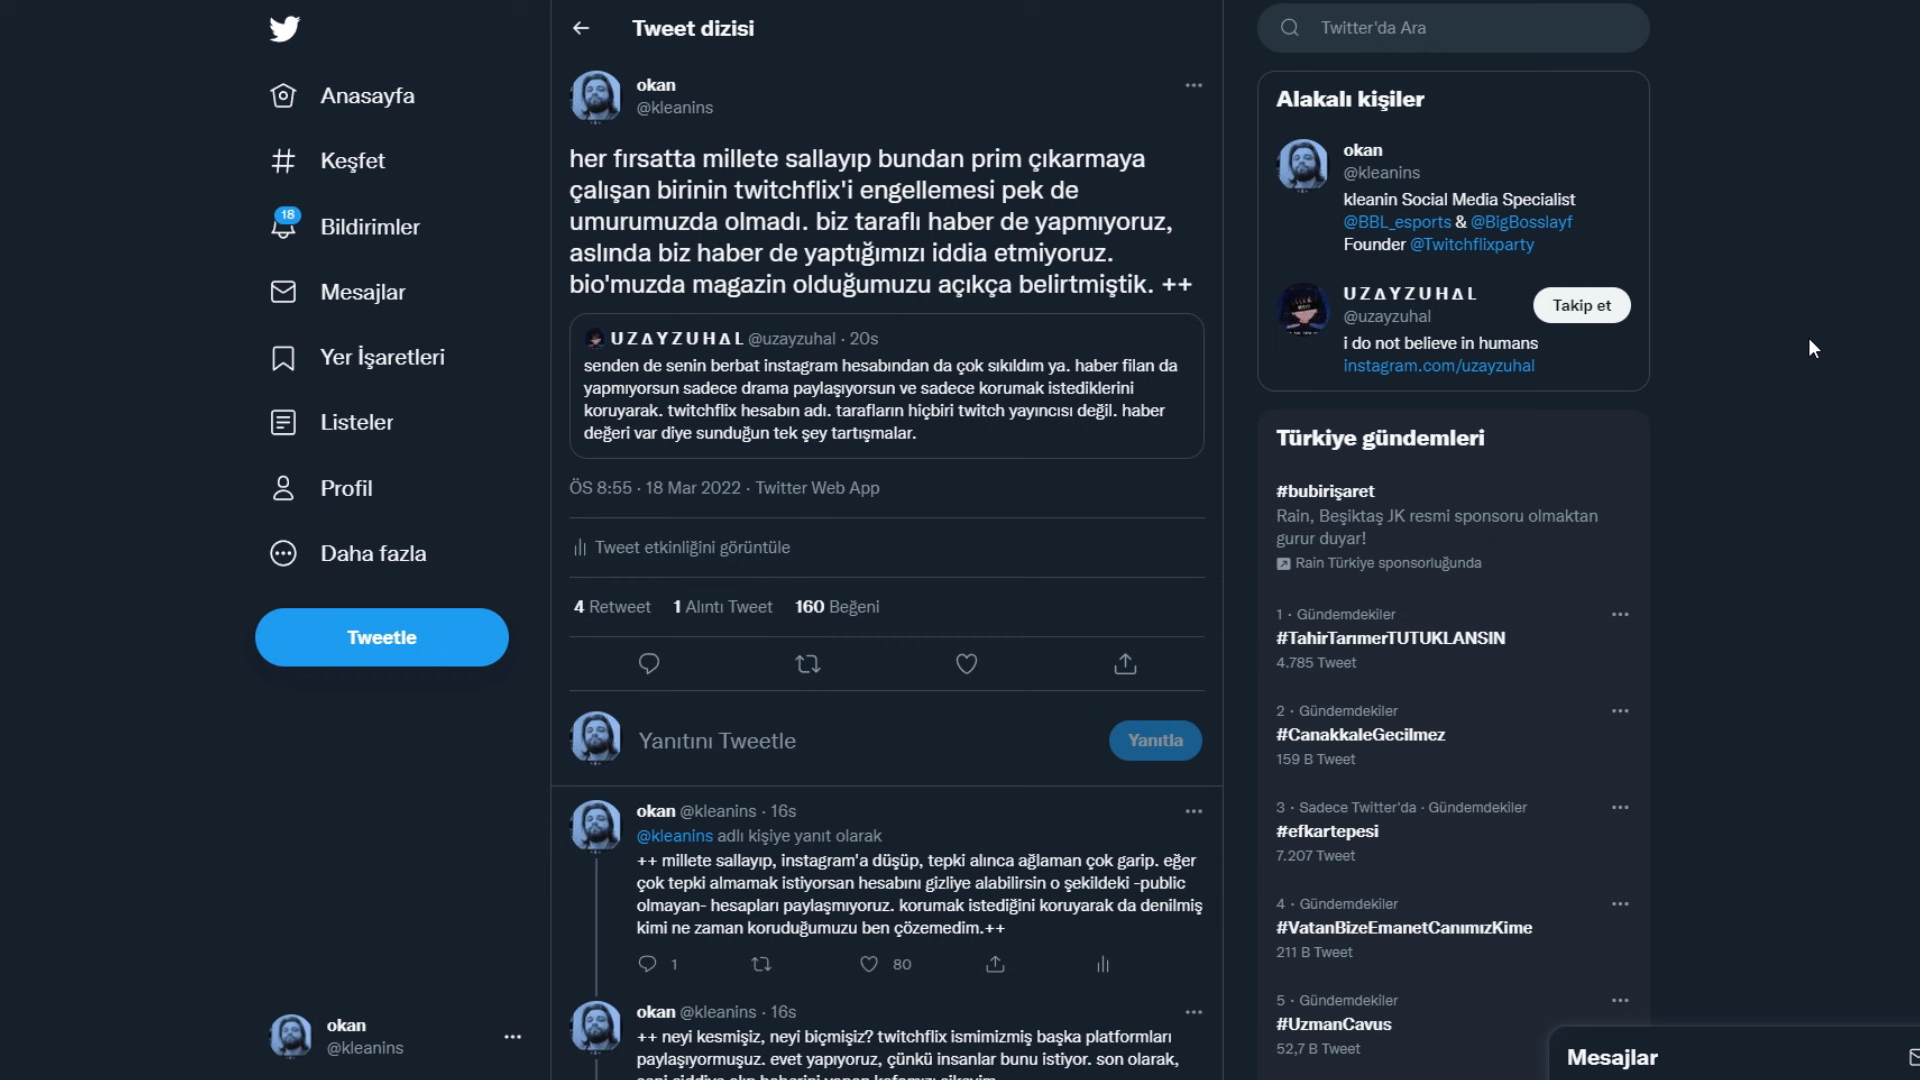 Anasayfa
Keşfet
18
Bildirimler
Mesajlar
Yer İşaretleri
Listeler
Profil
Daha fazla
Tweetle
okan
@kleanins
Tweet dizisi
okan
@kleanins
her fırsatta millete sallayıp bundan prim çıkarmaya
çalışan birinin twitchflix'i engellemesi pek de
umurumuzda olmadı. biz taraflı haber de yapmıyoruz,
aslında biz haber de yaptığımızı iddia etmiyoruz.
bio'muzda magazin olduğumuzu açıkça belirtmiştik. ++
U Z Δ Y Z U H Δ L @uzayzuhal · 20s
senden de senin berbat instagram hesabından da çok sıkıldım ya. haber filan da
yapmıyorsun sadece drama paylaşıyorsun ve sadece korumak istediklerini
koruyarak. twitchflix hesabın adı. tarafların hiçbiri twitch yayıncısı değil. haber
değeri var diye sunduğun tek şey tartışmalar.
ÖS 8:55 · 18 Mar 2022 · Twitter Web App
Tweet etkinliğini görüntüle
4 Retweet 1 Alıntı Tweet 160 Beğeni
Yanıtını Tweetle
Yanıtla
okan @kleanins · 16s
@kleanins adlı kişiye yanıt olarak
++ millete sallayıp, instagram'a düşüp, tepki alınca ağlaman çok garip. eğer
çok tepki almamak istiyorsan hesabını gizliye alabilirsin o şekildeki -public
olmayan- hesapları paylaşmıyoruz. korumak istediğini koruyarak da denilmiş
kimi ne zaman koruduğumuzu ben çözemedim.++
1 80
okan @kleanins · 16s
++ neyi kesmişiz, neyi biçmişiz? twitchflix ismimizmiş başka platformları
paylaşıyormuşuz. evet yapıyoruz, çünkü insanlar bunu istiyor. son olarak,
Twitter'da Ara
Alakalı kişiler
okan
@kleanins
kleanin Social Media Specialist
@BBL_esports & @BigBosslayf
Founder @Twitchflixparty
U Z Δ Y Z U H Δ L
@uzayzuhal
Takip et
i do not believe in humans
instagram.com/uzayzuhal
Türkiye gündemleri
#bubirişaret
Rain, Beşiktaş JK resmi sponsoru olmaktan
gurur duyar!
Rain Türkiye sponsorluğunda
1 · Gündemdekiler
#TahirTarımerTUTUKLANSIN
4.785 Tweet
2 · Gündemdekiler
#CanakkaleGecilmez
159 B Tweet
3 · Sadece Twitter'da · Gündemdekiler
#efkartepesi
7.207 Tweet
4 · Gündemdekiler
#VatanBizeEmanetCanımızKime
211 B Tweet
5 · Gündemdekiler
#UzmanCavus
52,7 B Tweet
Mesajlar